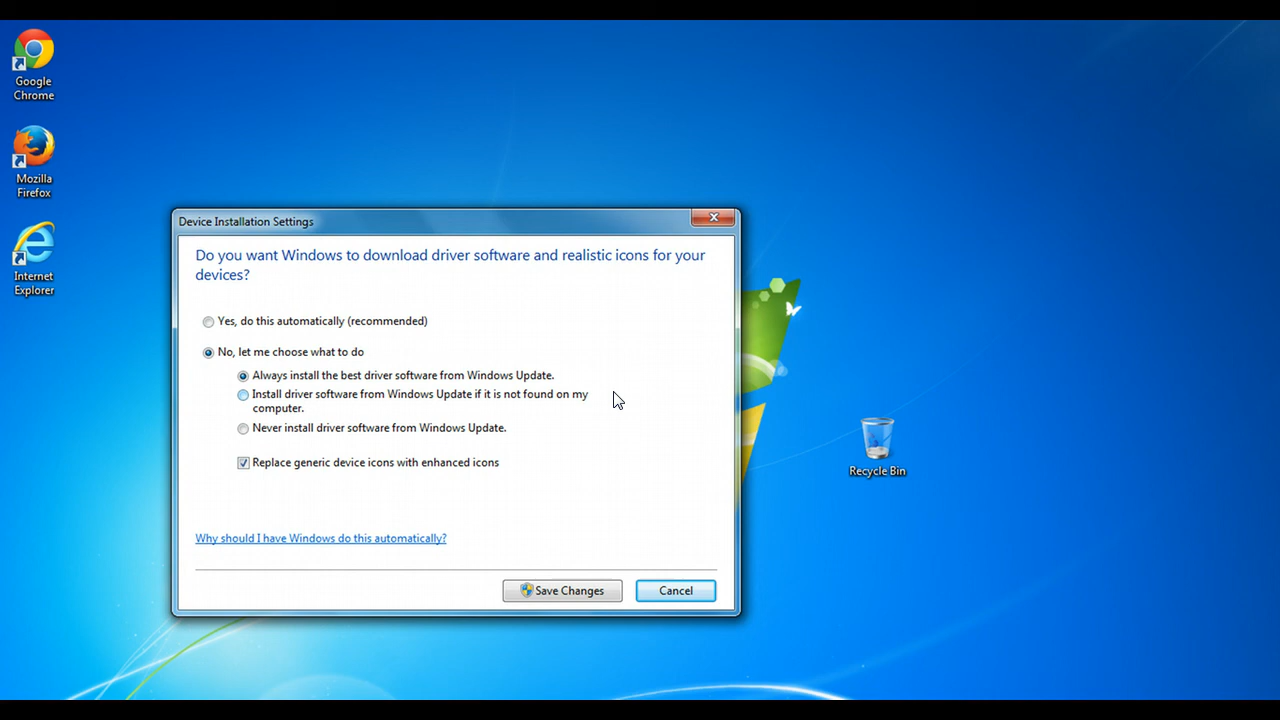 Google
Chrome
Mozilla
Firefox
Internet
Explorer
Device Installation Settings
Do you want Windows to download driver software and realistic icons for your
devices?
Yes, do this automatically (recommended)
No, let me choose what to do
Always install the best driver software from Windows Update.
Install driver software from Windows Update if it is not found on my
computer.
Never install driver software from Windows Update.
Replace generic device icons with enhanced icons
Why should I have Windows do this automatically?
Save Changes
Cancel
Recycle Bin